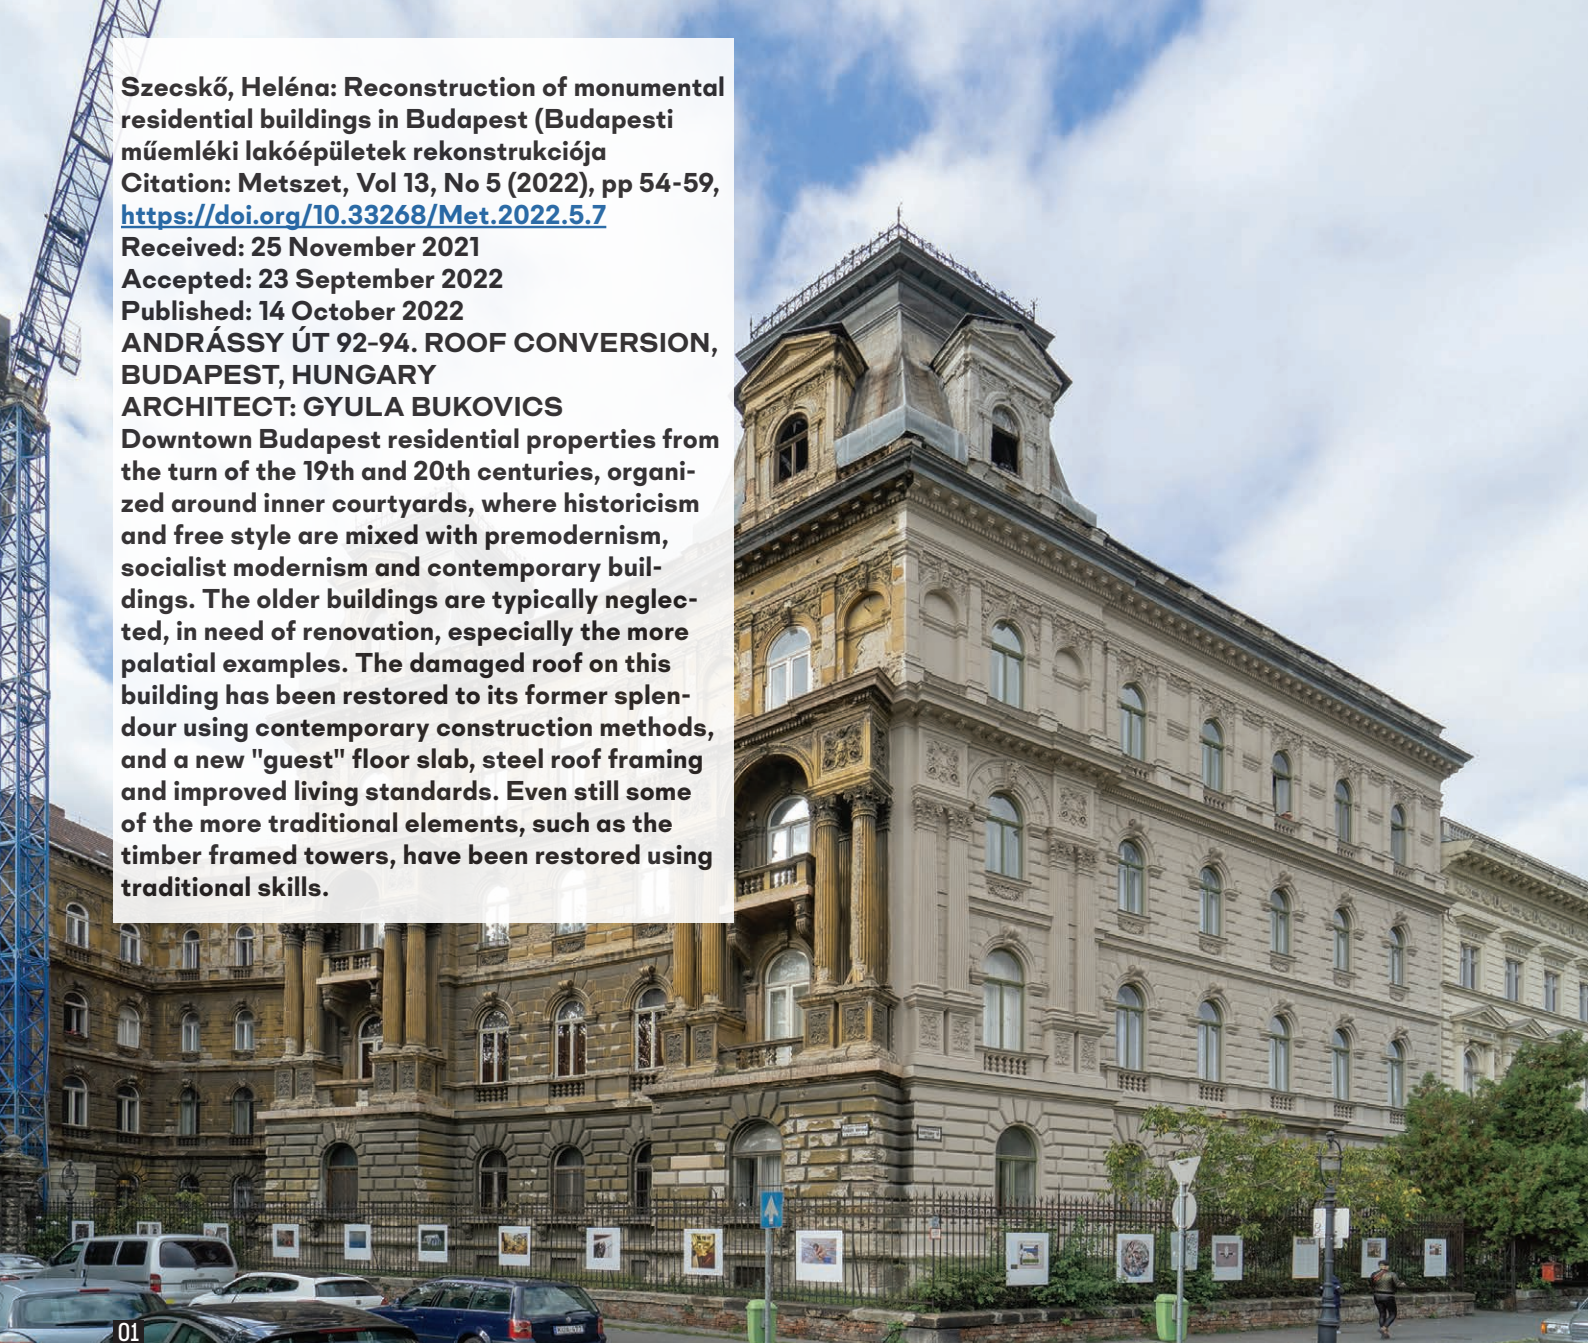 Szecskő, Heléna: Reconstruction of monumental
residential buildings in Budapest (Budapesti
műemléki lakóépületek rekonstrukciója
Citation: Metszet, Vol 13, No 5 (2022), pp 54-59,
https://doi.org/10.33268/Met.2022.5.7
Received: 25 November 2021
Accepted: 23 September 2022
Published: 14 October 2022
ANDRÁSSY ÚT 92–94. ROOF CONVERSION,
BUDAPEST, HUNGARY
ARCHITECT: GYULA BUKOVICS
Downtown Budapest residential properties from
the turn of the 19th and 20th centuries, organi-
zed around inner courtyards, where historicism
and free style are mixed with premodernism,
socialist modernism and contemporary buil-
dings. The older buildings are typically neglec-
ted, in need of renovation, especially the more
palatial examples. The damaged roof on this
building has been restored to its former splen-
dour using contemporary construction methods,
and a new "guest" floor slab, steel roof framing
and improved living standards. Even still some
of the more traditional elements, such as the
timber framed towers, have been restored using
traditional skills.
01